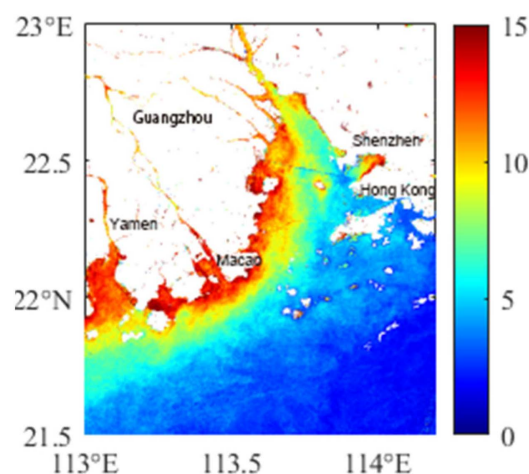 23°N
15
Guangzhou
Shenzhen
22.5
10
Hong Kong
Yamen
Macao
22°N
5
21.5
0
113°E
113.5
114°E